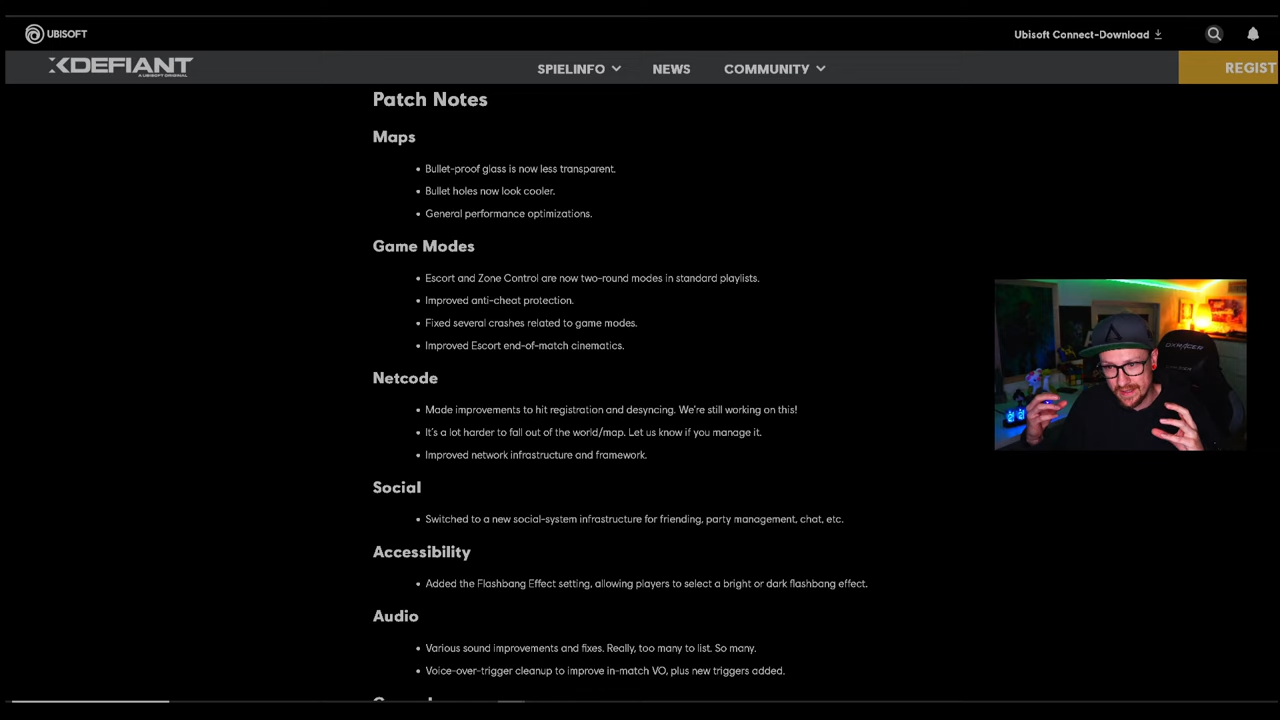 UBISOFT
Ubisoft Connect-Download
XDEFIANT
A UBISOFT ORIGINAL
SPIELINFO
NEWS
COMMUNITY
REGIST
Patch Notes
Maps
• Bullet-proof glass is now less transparent.
• Bullet holes now look cooler.
• General performance optimizations.
Game Modes
• Escort and Zone Control are now two-round modes in standard playlists.
• Improved anti-cheat protection.
• Fixed several crashes related to game modes.
• Improved Escort end-of-match cinematics.
Netcode
• Made improvements to hit registration and desyncing. We're still working on this!
• It's a lot harder to fall out of the world/map. Let us know if you manage it.
• Improved network infrastructure and framework.
Social
• Switched to a new social-system infrastructure for friending, party management, chat, etc.
Accessibility
• Added the Flashbang Effect setting, allowing players to select a bright or dark flashbang effect.
Audio
• Various sound improvements and fixes. Really, too many to list. So many.
• Voice-over-trigger cleanup to improve in-match VO, plus new triggers added.